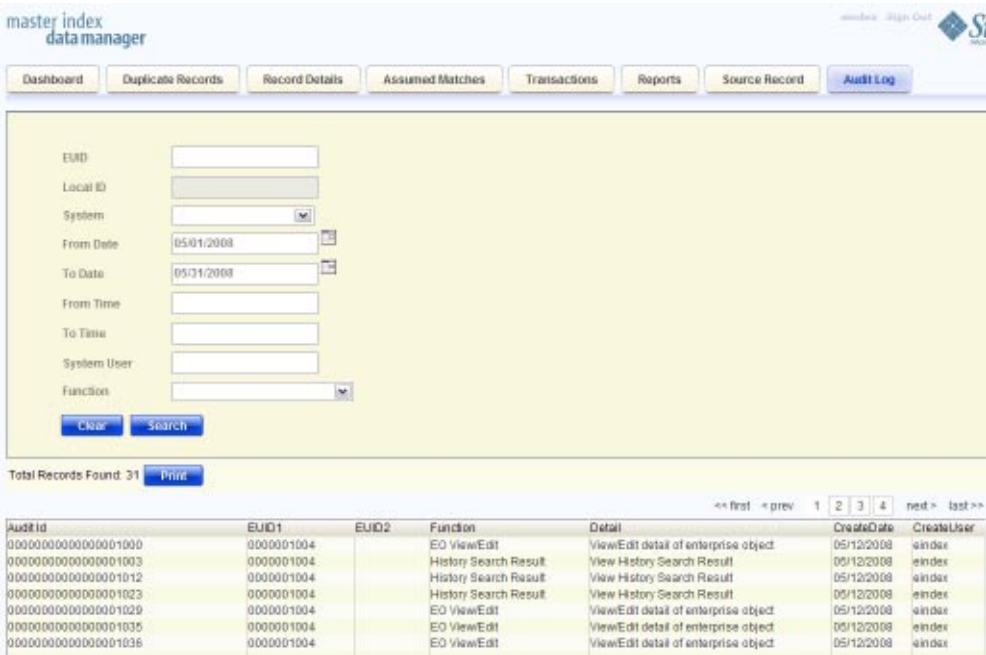 master index
data manager
eindex Sign Out
Dashboard Duplicate Records Record Details Assumed Matches Transactions Reports Source Record Audit Log
EUID
Local ID
System
From Date 05/01/2008
To Date 05/31/2008
From Time
To Time
System User
Function
Clear Search
Total Records Found: 31 Print
<< first < prev 1 2 3 4 next > last >>
Audit Id EUID1 EUID2 Function Detail CreateDate CreateUser
00000000000000001000 0000001004 EO View/Edit View/Edit detail of enterprise object 05/12/2008 eindex
00000000000000001003 0000001004 History Search Result View History Search Result 05/12/2008 eindex
00000000000000001012 0000001004 History Search Result View History Search Result 05/12/2008 eindex
00000000000000001023 0000001004 History Search Result View History Search Result 05/12/2008 eindex
00000000000000001029 0000001004 EO View/Edit View/Edit detail of enterprise object 05/12/2008 eindex
00000000000000001035 0000001004 EO View/Edit View/Edit detail of enterprise object 05/12/2008 eindex
00000000000000001036 0000001004 EO View/Edit View/Edit detail of enterprise object 05/12/2008 eindex